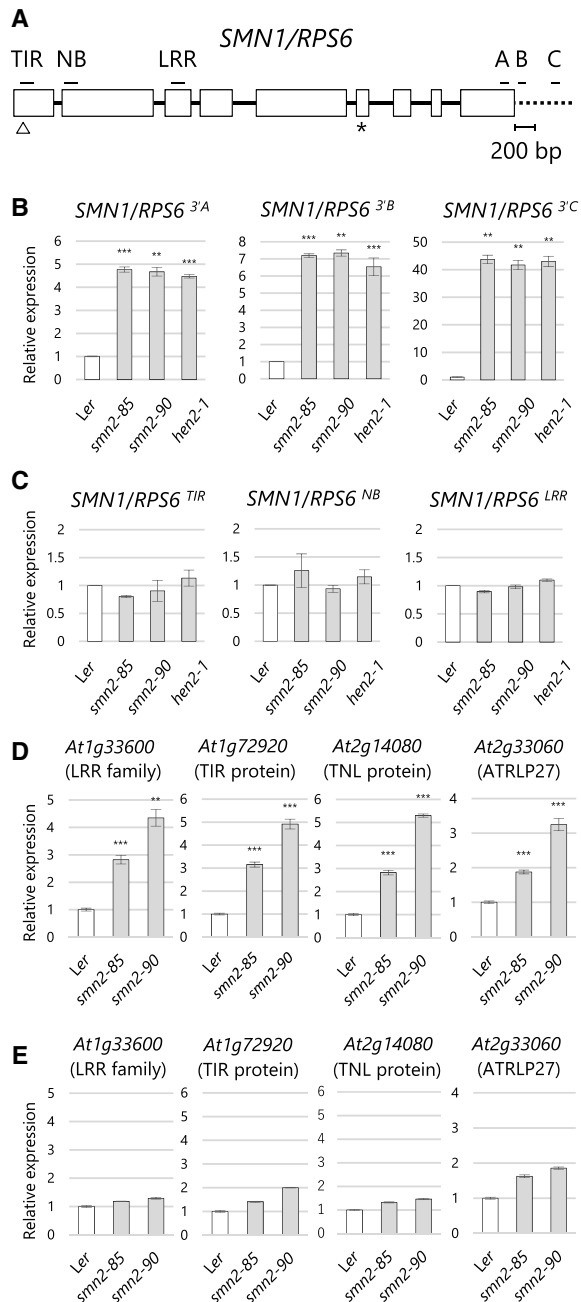 A
SMN1/RPS6
TIR NB LRR A B C
△ *
200 bp
B
SMN1/RPS6 3'A SMN1/RPS6 3'B SMN1/RPS6 3'C
Relative expression
6 5 4 3 2 1 0
*** ** ***
Ler smn2-85 smn2-90 hen2-1
8 7 6 5 4 3 2 1 0
*** ** ***
Ler smn2-85 smn2-90 hen2-1
50 40 30 20 10 0
** ** **
Ler smn2-85 smn2-90 hen2-1
C
SMN1/RPS6 TIR SMN1/RPS6 NB SMN1/RPS6 LRR
Relative expression
2 1.5 1 0.5 0
Ler smn2-85 smn2-90 hen2-1
2 1.5 1 0.5 0
Ler smn2-85 smn2-90 hen2-1
2 1.5 1 0.5 0
Ler smn2-85 smn2-90 hen2-1
D
At1g33600 At1g72920 At2g14080 At2g33060
(LRR family) (TIR protein) (TNL protein) (ATRLP27)
Relative expression
5 4 3 2 1 0
*** **
Ler smn2-85 smn2-90
6 5 4 3 2 1 0
*** ***
Ler smn2-85 smn2-90
6 5 4 3 2 1 0
*** ***
Ler smn2-85 smn2-90
4 3 2 1 0
*** ***
Ler smn2-85 smn2-90
E
At1g33600 At1g72920 At2g14080 At2g33060
(LRR family) (TIR protein) (TNL protein) (ATRLP27)
Relative expression
5 4 3 2 1 0
Ler smn2-85 smn2-90
6 5 4 3 2 1 0
Ler smn2-85 smn2-90
6 5 4 3 2 1 0
Ler smn2-85 smn2-90
4 3 2 1 0
Ler smn2-85 smn2-90